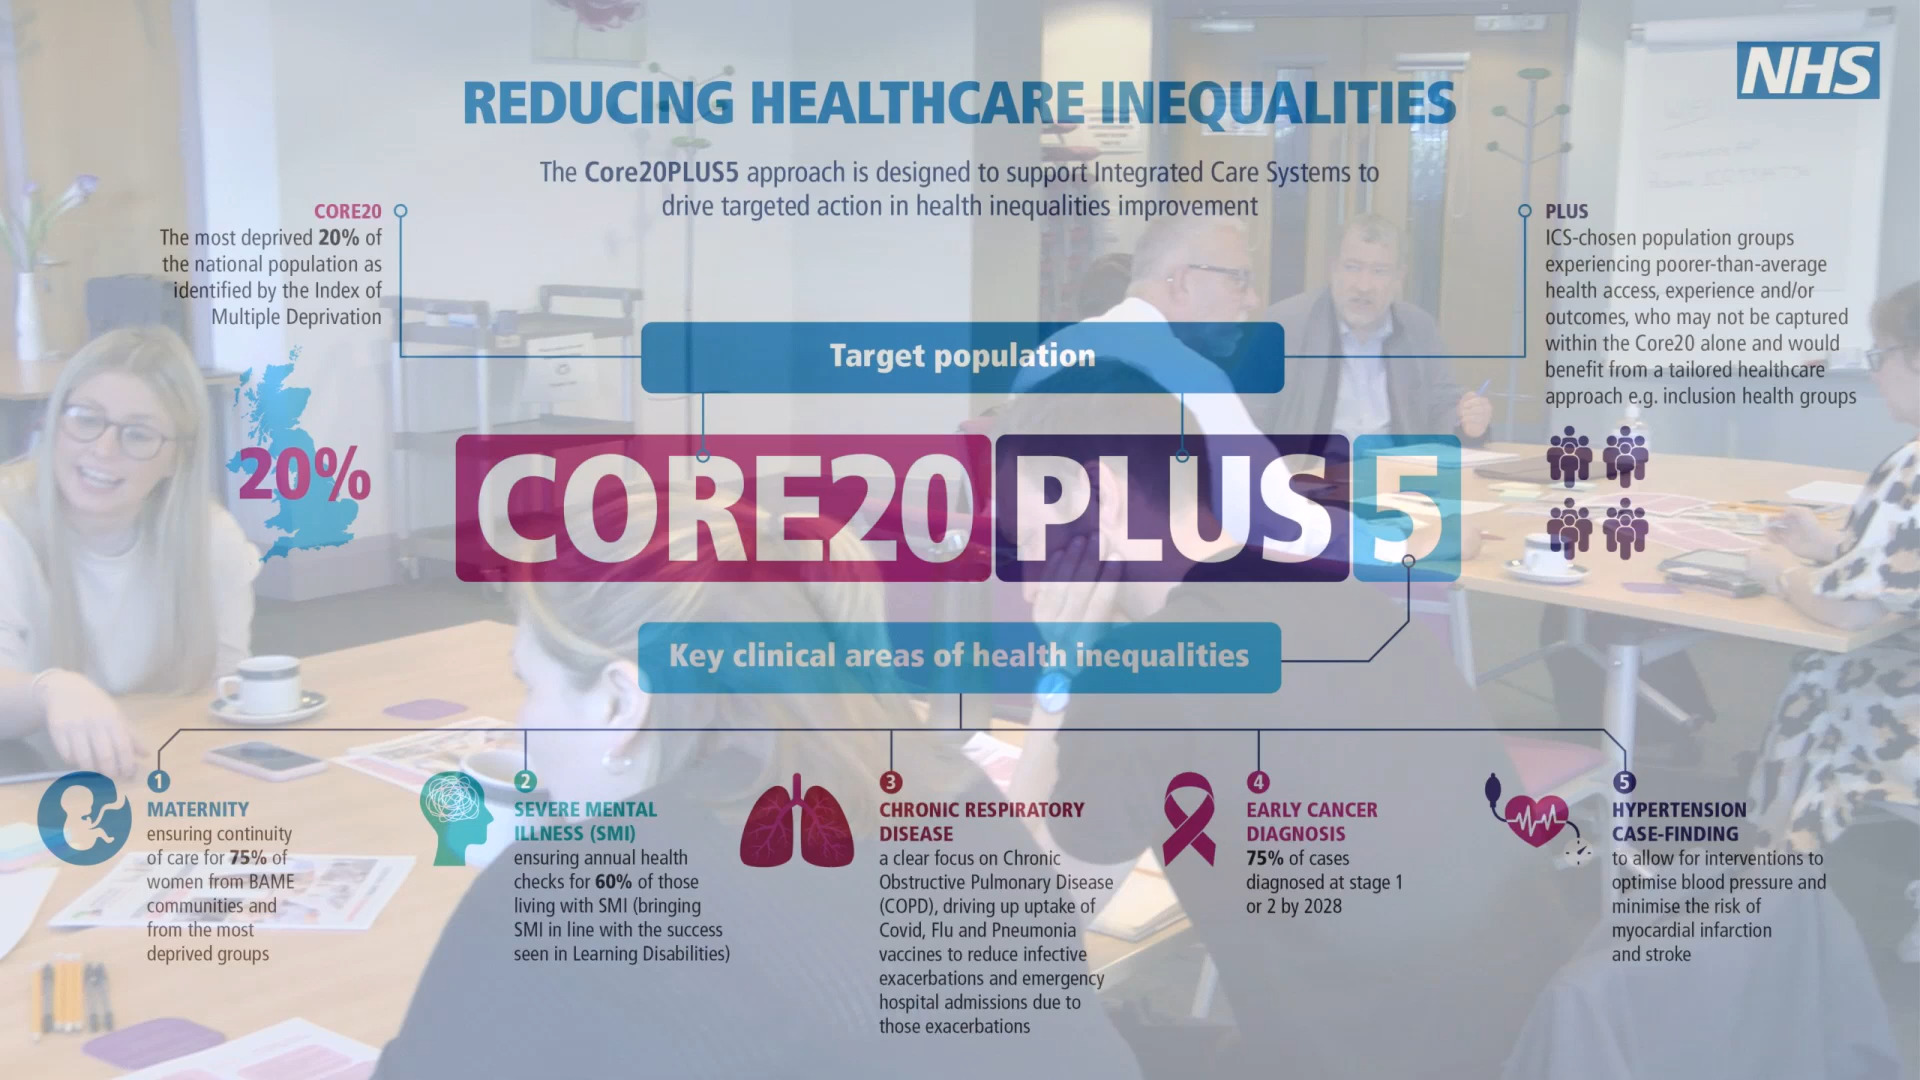 NHS
REDUCING HEALTHCARE INEQUALITIES
The Core20PLUS5 approach is designed to support Integrated Care Systems to
drive targeted action in health inequalities improvement
CORE20
The most deprived 20% of
the national population as
identified by the Index of
Multiple Deprivation
20%
PLUS
ICS-chosen population groups
experiencing poorer-than-average
health access, experience and/or
outcomes, who may not be captured
within the Core20 alone and would
benefit from a tailored healthcare
approach e.g. inclusion health groups
Target population
CORE20 PLUS 5
Key clinical areas of health inequalities
1
MATERNITY
ensuring continuity
of care for 75% of
women from BAME
communities and
from the most
deprived groups
2
SEVERE MENTAL
ILLNESS (SMI)
ensuring annual health
checks for 60% of those
living with SMI (bringing
SMI in line with the success
seen in Learning Disabilities)
3
CHRONIC RESPIRATORY
DISEASE
a clear focus on Chronic
Obstructive Pulmonary Disease
(COPD), driving up uptake of
Covid, Flu and Pneumonia
vaccines to reduce infective
exacerbations and emergency
hospital admissions due to
those exacerbations
4
EARLY CANCER
DIAGNOSIS
75% of cases
diagnosed at stage 1
or 2 by 2028
5
HYPERTENSION
CASE-FINDING
to allow for interventions to
optimise blood pressure and
minimise the risk of
myocardial infarction
and stroke